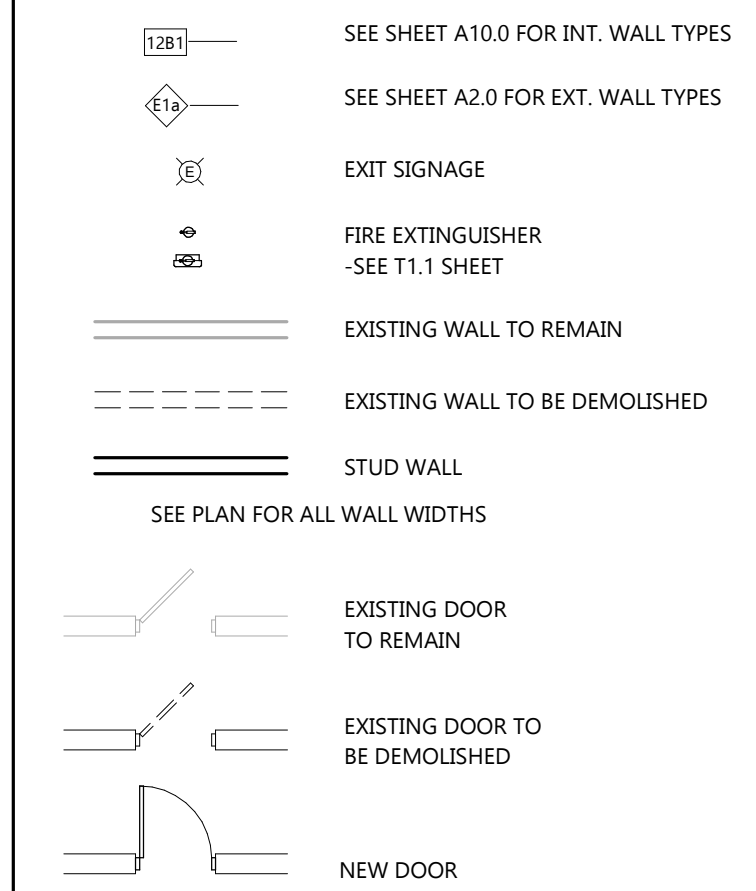 12B1
SEE SHEET A10.0 FOR INT. WALL TYPES
E1a
SEE SHEET A2.0 FOR EXT. WALL TYPES
E
EXIT SIGNAGE
FIRE EXTINGUISHER
-SEE T1.1 SHEET
EXISTING WALL TO REMAIN
EXISTING WALL TO BE DEMOLISHED
STUD WALL
SEE PLAN FOR ALL WALL WIDTHS
EXISTING DOOR
TO REMAIN
EXISTING DOOR TO
BE DEMOLISHED
NEW DOOR